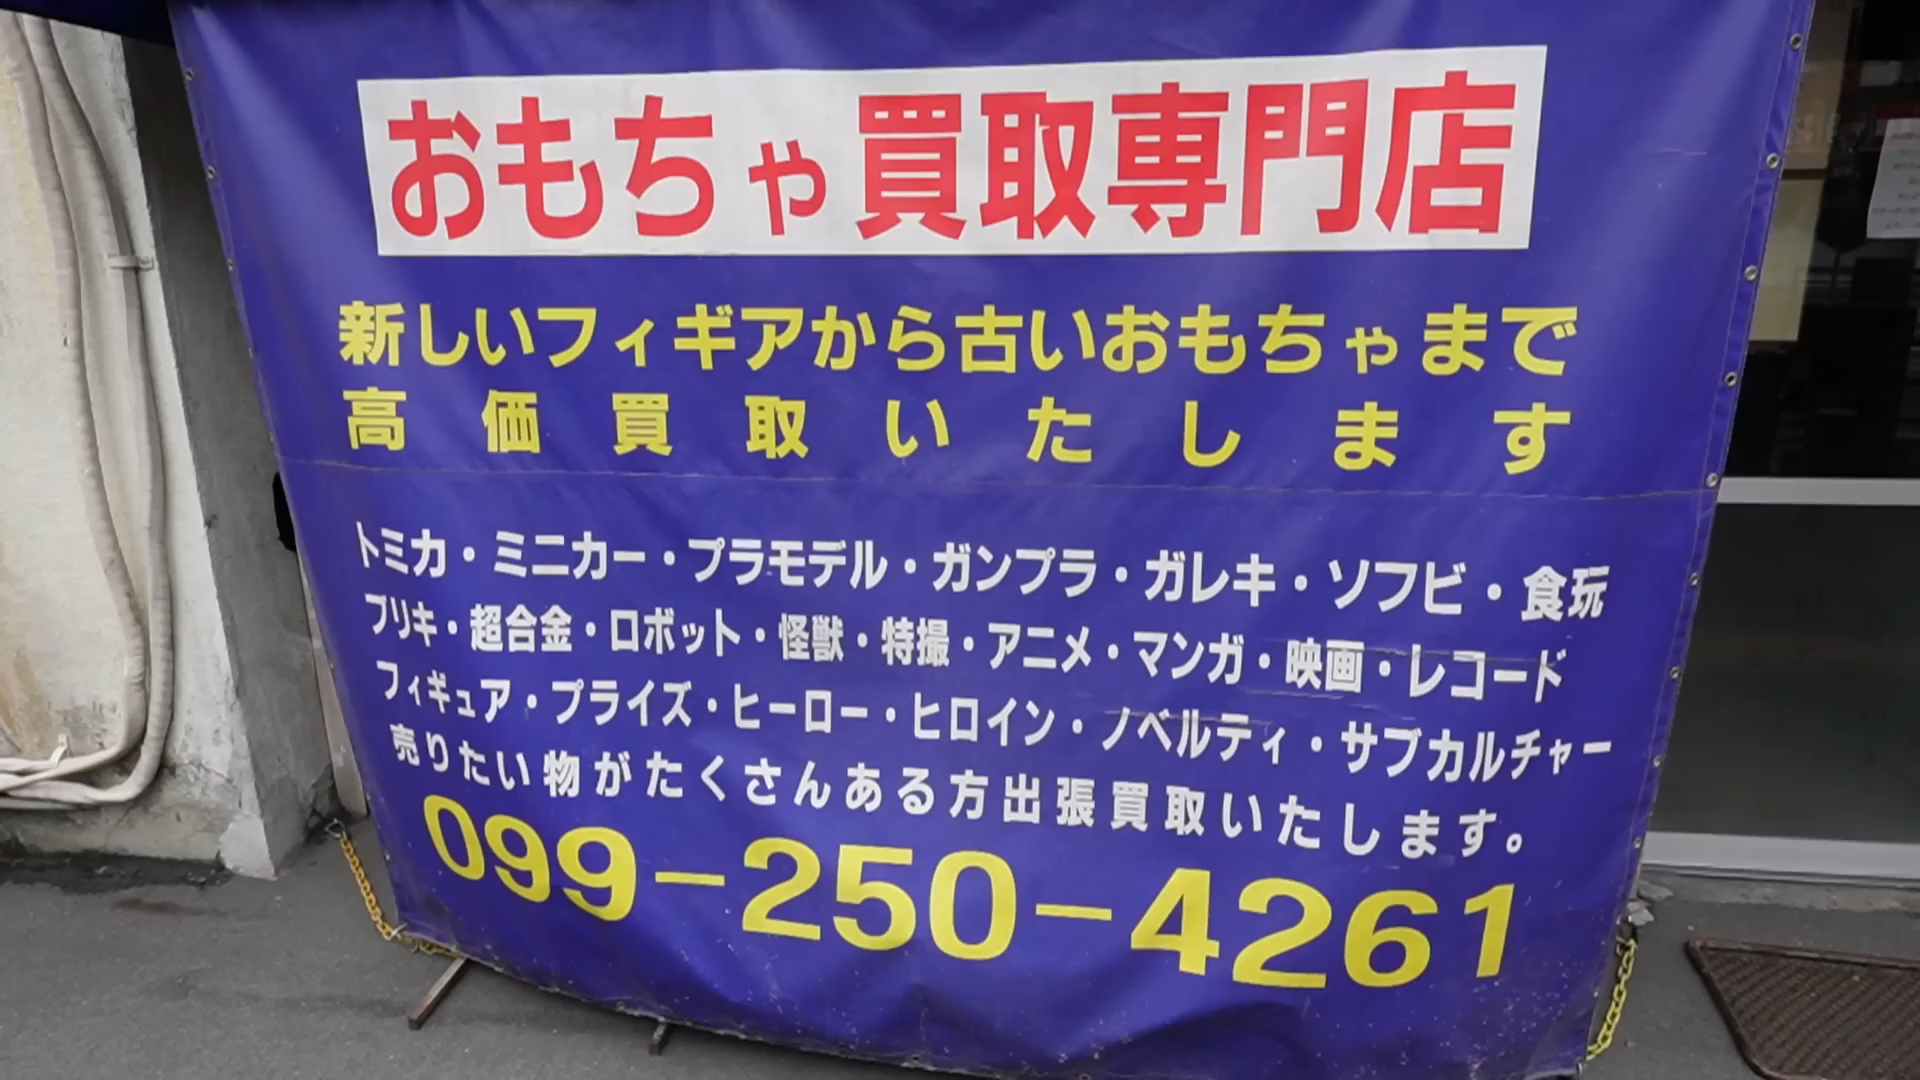 おもちゃ買取専門店
新しいフィギアから古いおもちゃまで
高価買取いたします
トミカ・ミニカー・プラモデル・ガンプラ・ガレキ・ソフビ・食玩
ブリキ・超合金・ロボット・怪獣・特撮・アニメ・マンガ・映画・レコード
フィギュア・プライズ・ヒーロー・ヒロイン・ノベルティ・サブカルチャー
売りたい物がたくさんある方出張買取いたします。
099-250-4261